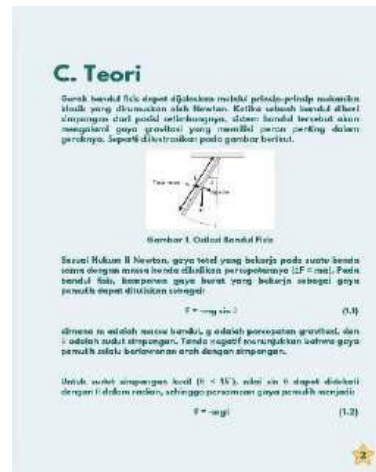 C. Teori
Gerak bandul fisis dapat dijelaskan melalui prinsip-prinsip mekanika
klasik yang dirumuskan oleh Newton. Ketika sebuah bandul diberi
simpangan dari posisi setimbangnya, sistem bandul tersebut akan
mengalami gaya gravitasi yang memiliki peran penting dalam
geraknya. Seperti diilustrasikan pada gambar berikut.
Gambar 1. Osilasi Bandul Fisis
Sesuai Hukum II Newton, gaya total yang bekerja pada suatu benda
sama dengan massa benda dikalikan percepatannya (ΣF = ma). Pada
bandul fisis, komponen gaya berat yang bekerja sebagai gaya
pemulih dapat dituliskan sebagai:
F = -mg sin θ (1.1)
dimana m adalah massa bandul, g adalah percepatan gravitasi, dan
θ adalah sudut simpangan. Tanda negatif menunjukkan bahwa gaya
pemulih selalu berlawanan arah dengan simpangan.
Untuk sudut simpangan kecil (θ < 15°), nilai sin θ dapat didekati
dengan θ dalam radian, sehingga persamaan gaya pemulih menjadi:
F = -mgθ (1.2)
2